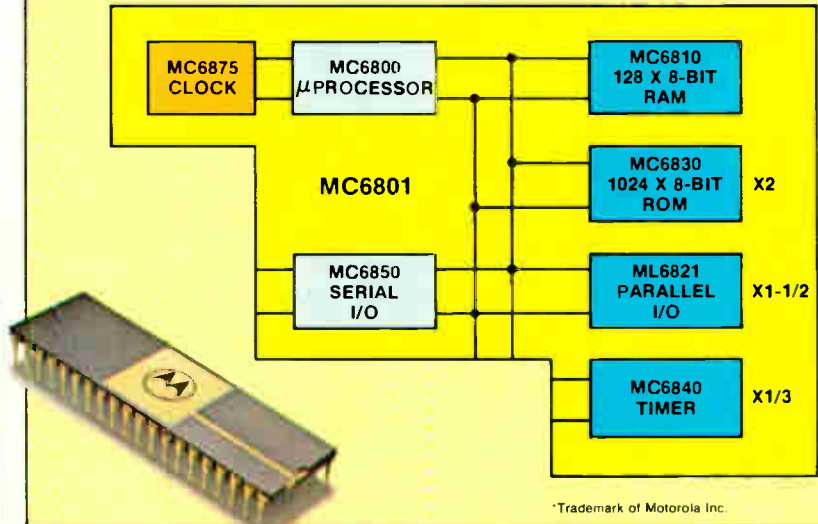 MC6875
CLOCK
MC6800
μPROCESSOR
MC6810
128 X 8-BIT
RAM
MC6801
MC6830
1024 X 8-BIT
ROM
X2
MC6850
SERIAL
I/O
ML6821
PARALLEL
I/O
X1-1/2
MC6840
TIMER
X1/3
*Trademark of Motorola Inc.